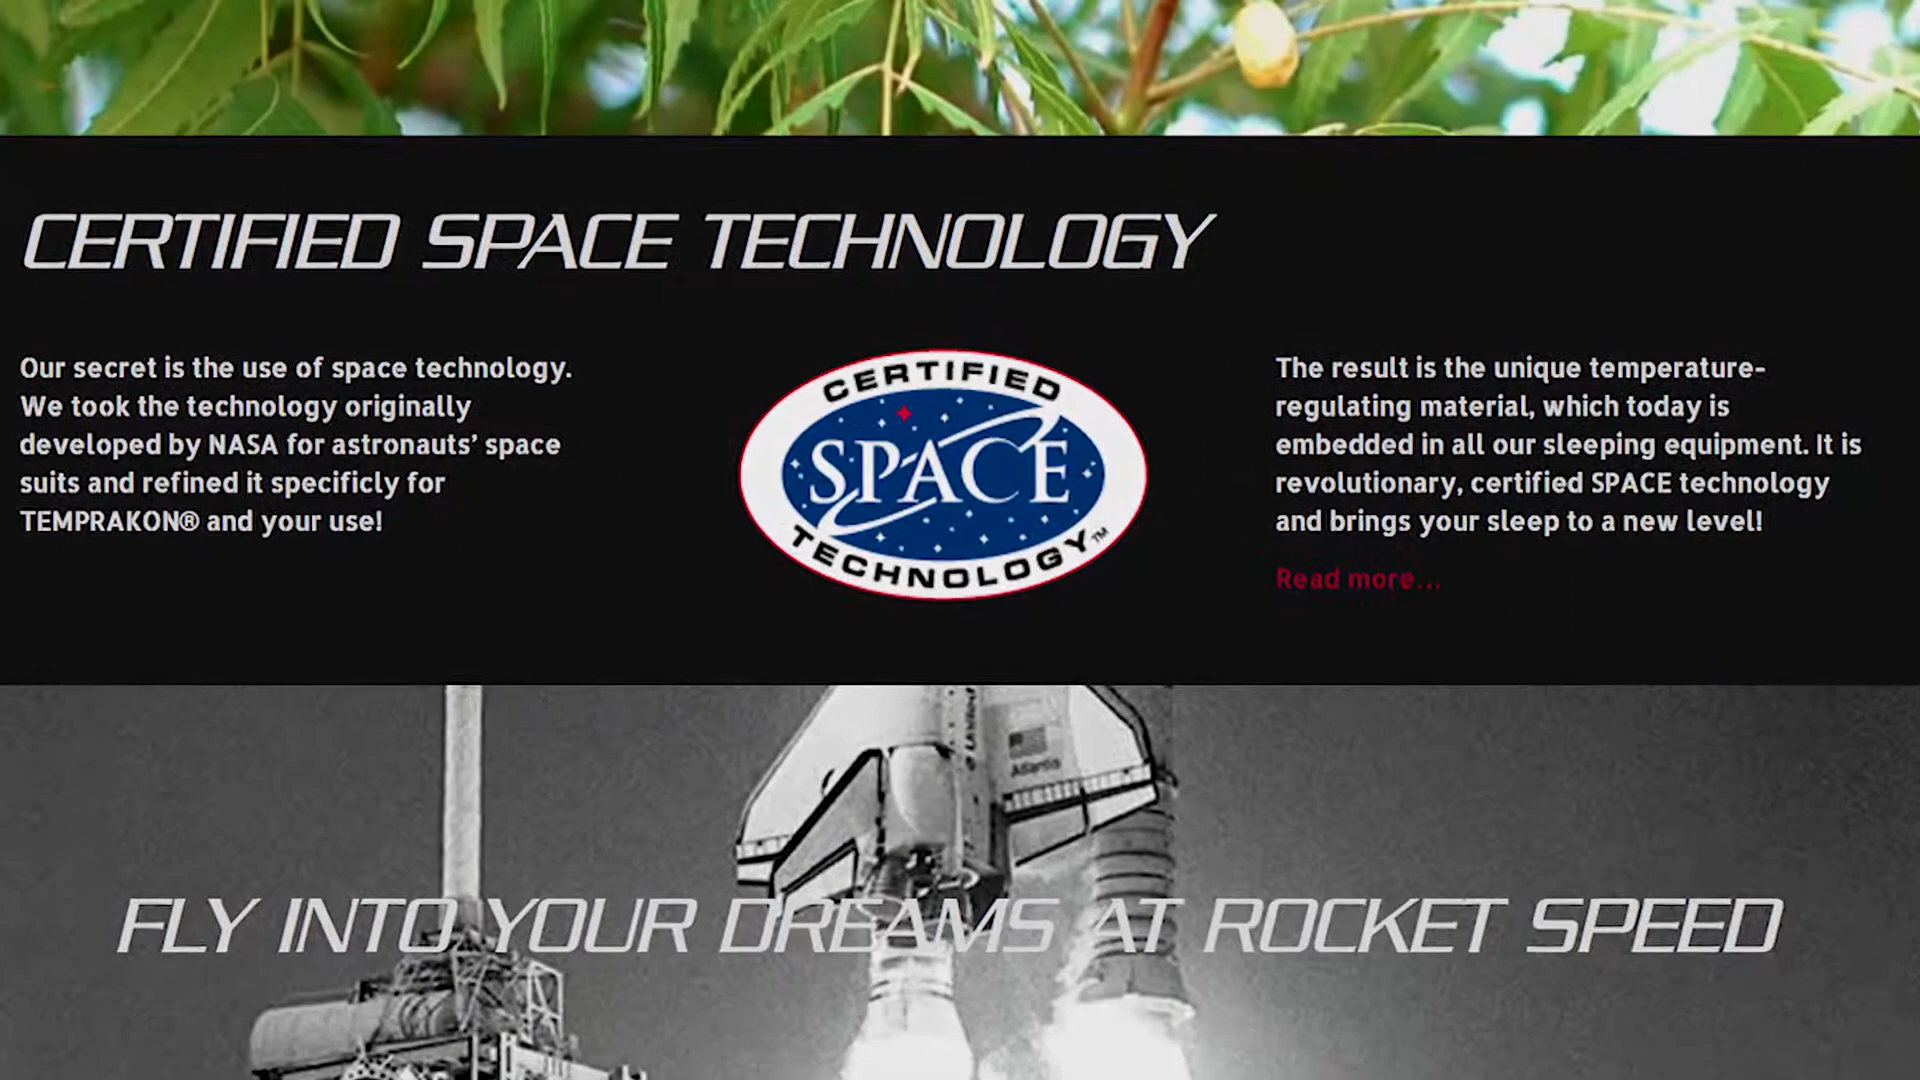 CERTIFIED SPACE TECHNOLOGY
Our secret is the use of space technology.
We took the technology originally
developed by NASA for astronauts' space
suits and refined it specificly for
TEMPRAKON® and your use!
CERTIFIED
SPACE
TECHNOLOGY™
The result is the unique temperature-
regulating material, which today is
embedded in all our sleeping equipment. It is
revolutionary, certified SPACE technology
and brings your sleep to a new level!
Read more...
Atlantis
FLY INTO YOUR DREAMS AT ROCKET SPEED